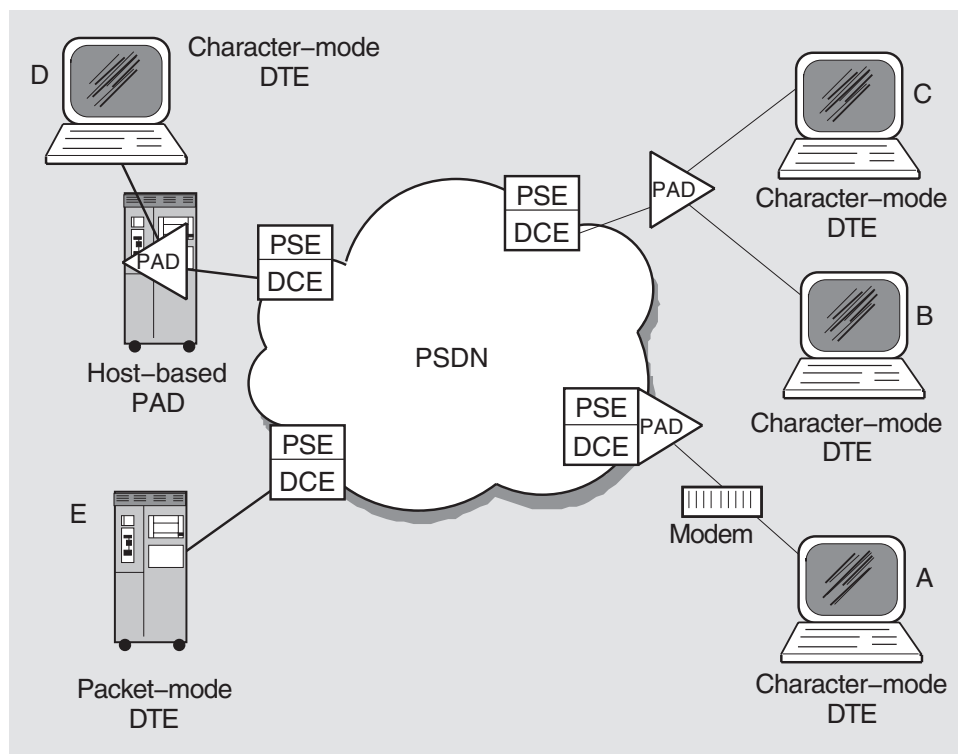 D
Character–mode
DTE
PAD
Host–based
PAD
PSE
DCE
PSE
DCE
PAD
C
Character–mode
DTE
B
Character–mode
DTE
PSDN
PSE
DCE
PAD
Modem
A
Character–mode
DTE
PSE
DCE
E
Packet–mode
DTE